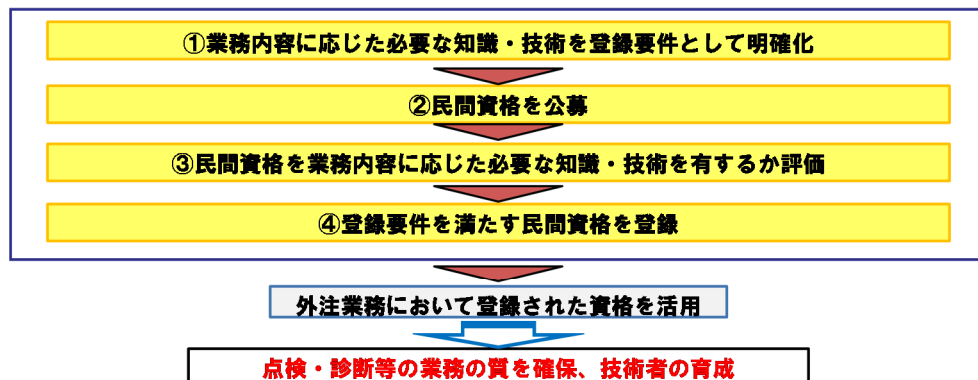 ①業務内容に応じた必要な知識・技術を登録要件として明確化
②民間資格を公募
③民間資格を業務内容に応じた必要な知識・技術を有するか評価
④登録要件を満たす民間資格を登録
外注業務において登録された資格を活用
点検・診断等の業務の質を確保、技術者の育成